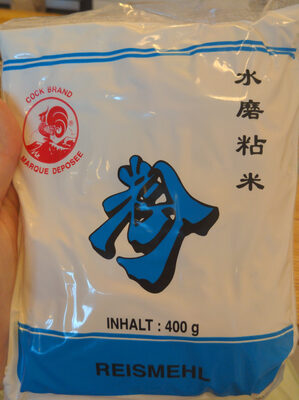 COCK BRAND
MARQUE DEPOSEE
水磨粘米
粉
INHALT : 400 g
REISMEHL